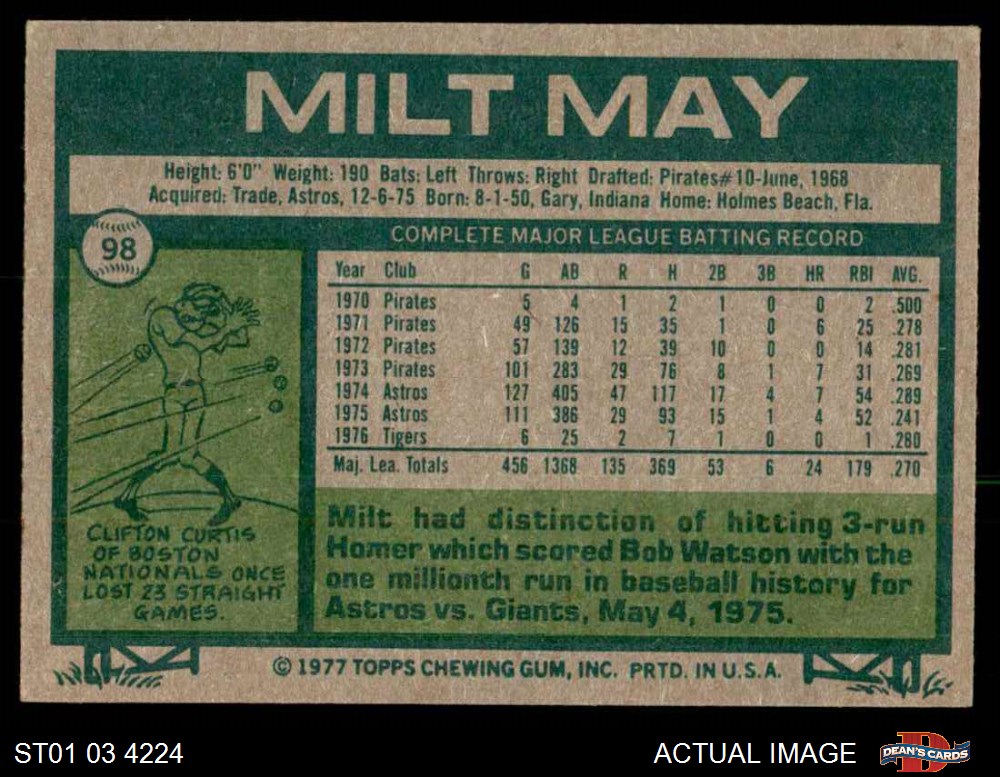 MILT MAY
Height: 6'0" Weight: 190 Bats: Left Throws: Right Drafted: Pirates#10-June, 1968
Acquired: Trade, Astros, 12-6-75 Born: 8-1-50, Gary, Indiana Home: Holmes Beach, Fla.
98
COMPLETE MAJOR LEAGUE BATTING RECORD
Year Club G AB R H 2B 3B HR RBI AVG.
1970 Pirates 5 4 1 2 1 0 0 2 .500
1971 Pirates 49 126 15 35 1 0 6 25 .278
1972 Pirates 57 139 12 39 10 0 0 14 .281
1973 Pirates 101 283 29 76 8 1 7 31 .269
1974 Astros 127 405 47 117 17 4 7 54 .289
1975 Astros 111 386 29 93 15 1 4 52 .241
1976 Tigers 6 25 2 7 1 0 0 1 .280
Maj. Lea. Totals 456 1368 135 369 53 6 24 179 .270
CLIFTON CURTIS
OF BOSTON
NATIONALS ONCE
LOST 23 STRAIGHT
GAMES.
Milt had distinction of hitting 3-run
Homer which scored Bob Watson with the
one millionth run in baseball history for
Astros vs. Giants, May 4, 1975.
© 1977 TOPPS CHEWING GUM, INC. PRTD. IN U.S.A.
ST01 03 4224
ACTUAL IMAGE
D
DEAN'S CARDS